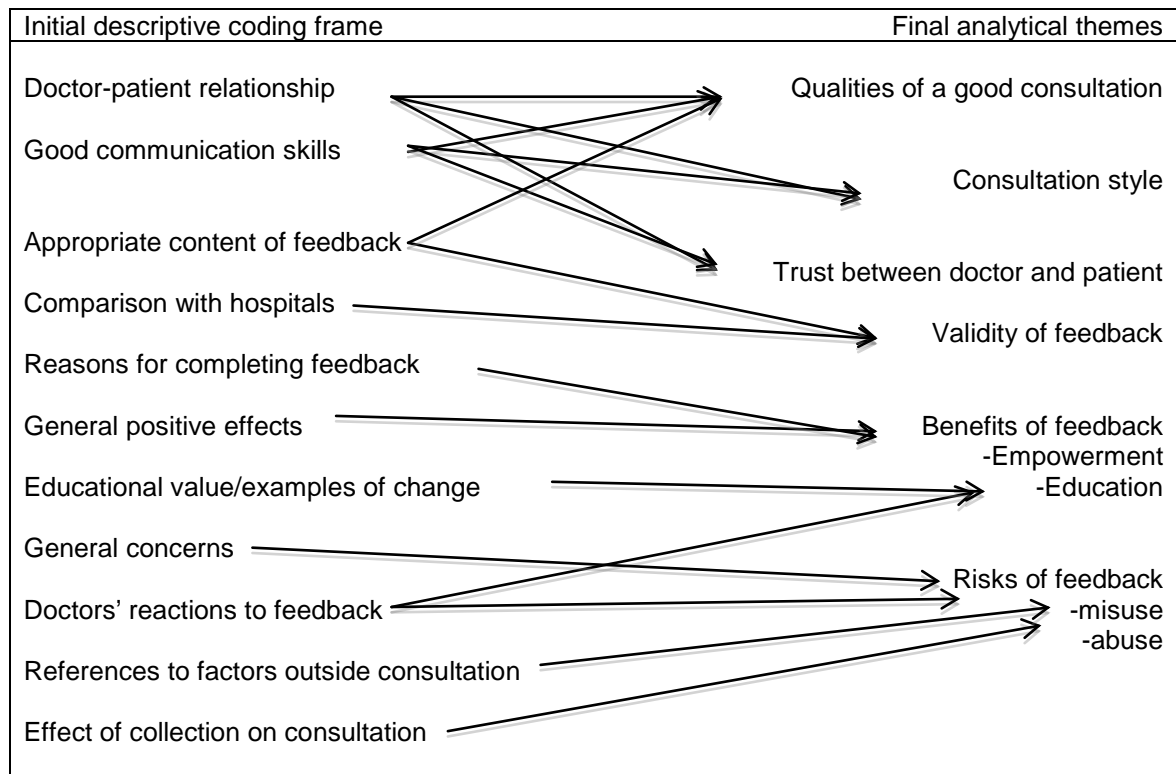 Initial descriptive coding frame Final analytical themes
Doctor-patient relationship Qualities of a good consultation
Good communication skills
Consultation style
Appropriate content of feedback
Trust between doctor and patient
Comparison with hospitals
Validity of feedback
Reasons for completing feedback
General positive effects Benefits of feedback
-Empowerment
Educational value/examples of change -Education
General concerns
Risks of feedback
Doctors’ reactions to feedback -misuse
-abuse
References to factors outside consultation
Effect of collection on consultation